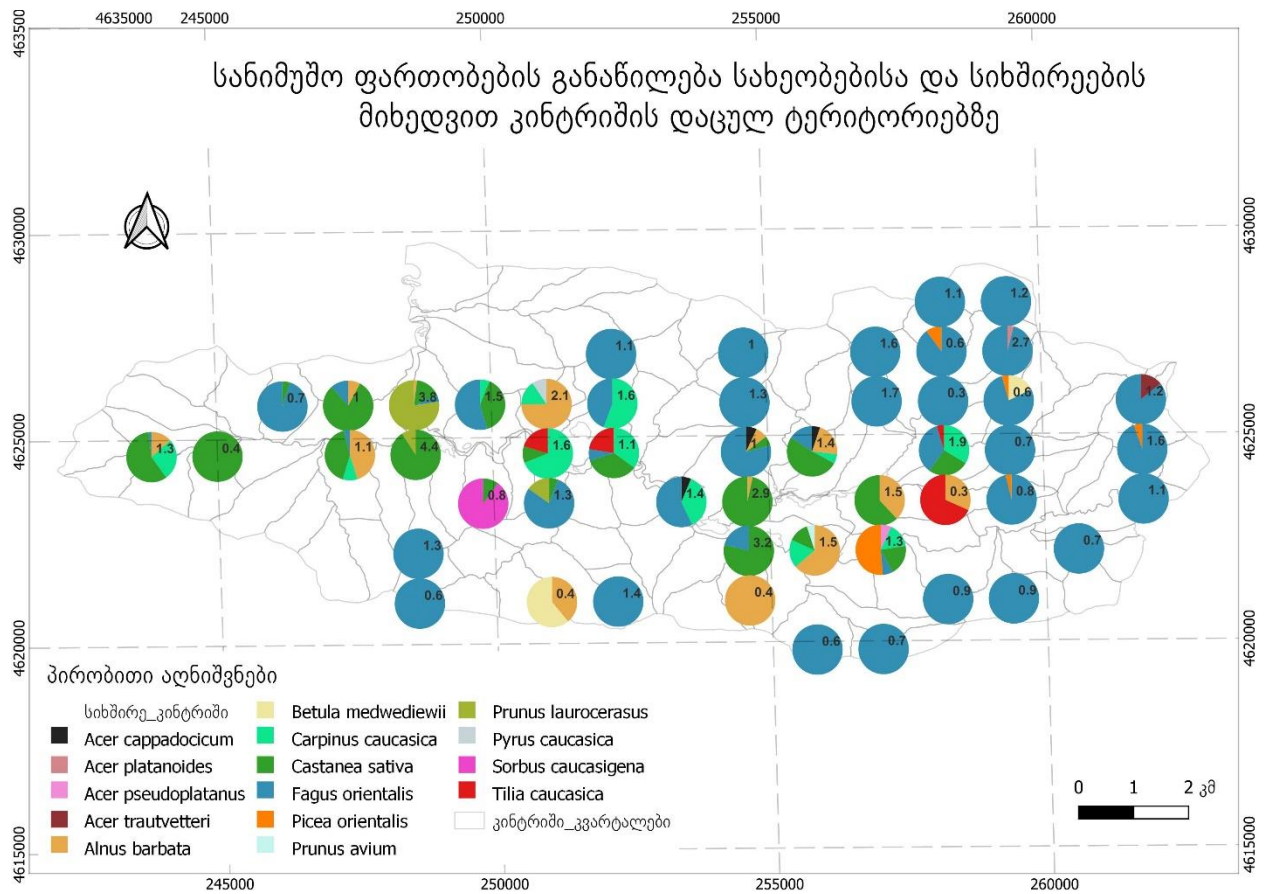 4635000 245000 250000 255000 260000
4635000 4635000
სანიმუშო ფართობების განაწილება სახეობებისა და სიხშირეების
მიხედვით კინტრიშის დაცულ ტერიტორიებზე
4630000 4630000
1.1 1.2
1.1 1 1.6 0.6 2.7
0.7 1 3.8 1.5 2.1 1.6 1.3 1.7 0.3 0.6 1.2
4625000 4625000
1.3 0.4 1.1 4.4 1.6 1.1 1 1.4 1.9 0.7 1.6
0.8 1.3 1.4 2.9 1.5 0.3 0.8 1.1
1.3 3.2 1.5 1.3 0.7
0.6 0.4 1.4 0.4 0.9 0.9
0.6 0.7
4620000 4620000
პირობითი აღნიშვნები
სიხშირე_კინტრიში
Acer cappadocicum
Acer platanoides
Acer pseudoplatanus
Acer trautvetteri
Alnus barbata
Betula medwediewii
Carpinus caucasica
Castanea sativa
Fagus orientalis
Picea orientalis
Prunus avium
Prunus laurocerasus
Pyrus caucasica
Sorbus caucasigena
Tilia caucasica
კინტრიში_კვარტალები
0 1 2 კმ
4615000 4615000
245000 250000 255000 260000